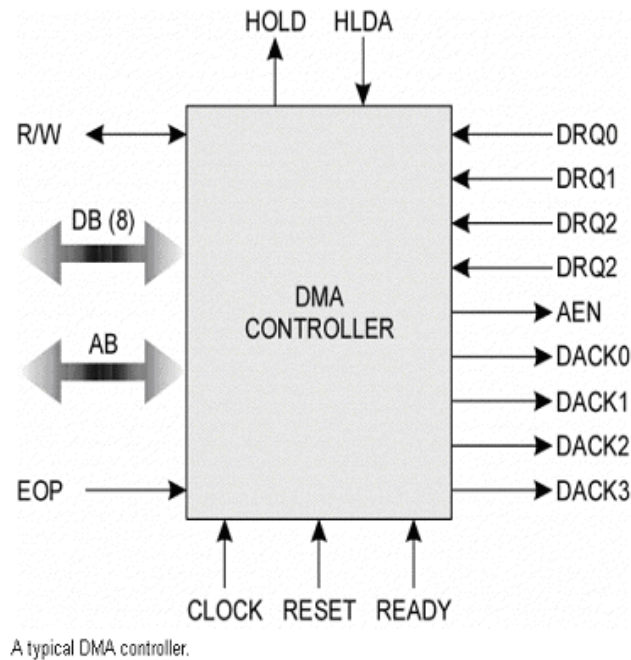 HOLD HLDA
R/W
DRQ0
DRQ1
DB (8)
DRQ2
DRQ2
DMA
CONTROLLER
AEN
AB
DACK0
DACK1
DACK2
EOP
DACK3
CLOCK RESET READY
A typical DMA controller.